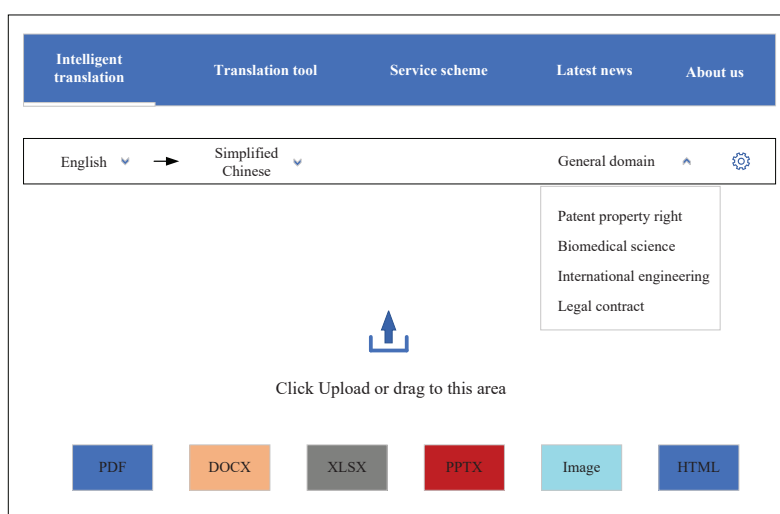 Intelligent
translation
Translation tool
Service scheme
Latest news
About us
English
Simplified
Chinese
General domain
Patent property right
Biomedical science
International engineering
Legal contract
Click Upload or drag to this area
PDF
DOCX
XLSX
PPTX
Image
HTML